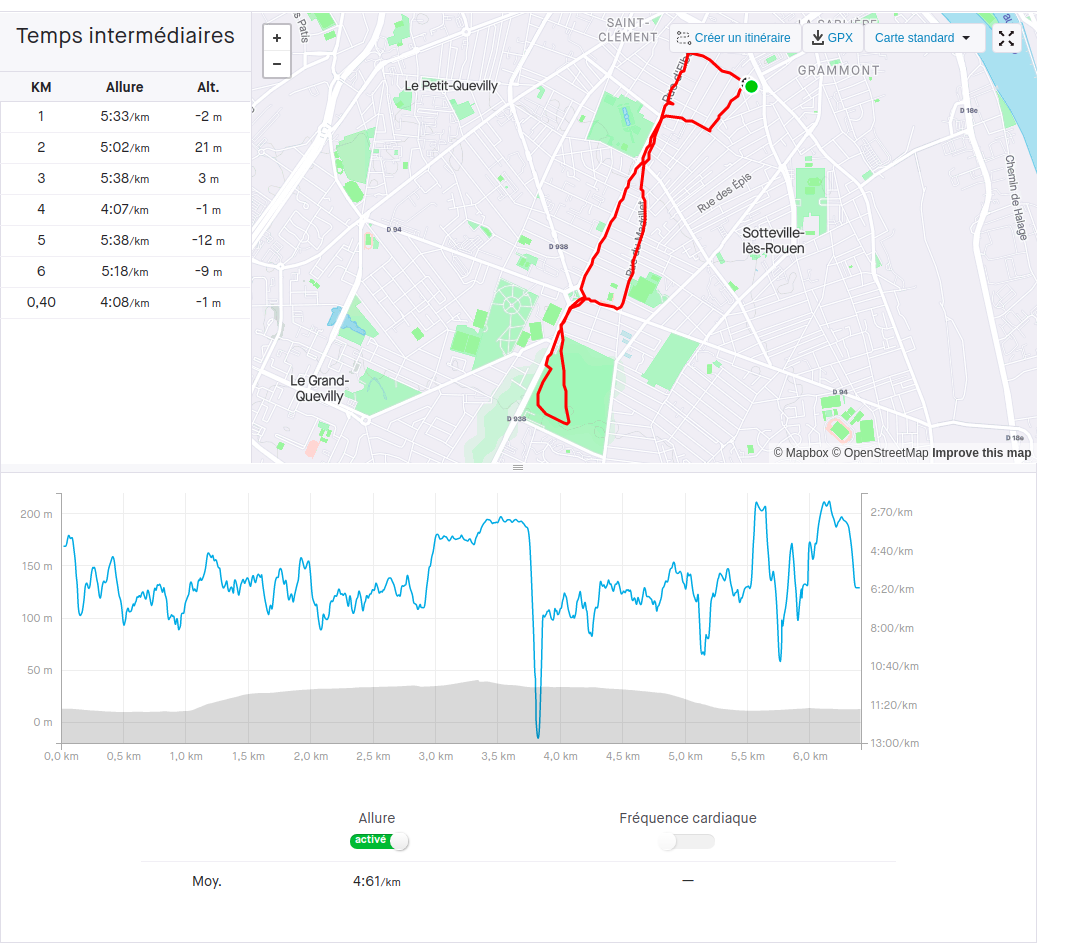 Temps intermédiaires
KM Allure Alt.
1 5:33/km -2 m
2 5:02/km 21 m
3 5:38/km 3 m
4 4:07/km -1 m
5 5:38/km -12 m
6 5:18/km -9 m
0,40 4:08/km -1 m
+
−
s Patis
SAINT-
CLÉMENT
LA SABLIÈRE
Créer un itinéraire
GPX
Carte standard
GRAMMONT
Le Petit-Quevilly
Rue d'Elb
D 18e
Chemin de Halage
Rue des Épis
D 94
D 938
Rue du Madrillet
Sotteville-
lès-Rouen
Le Grand-
Quevilly
D 94
D 938
D 18e
© Mapbox © OpenStreetMap Improve this map
200 m
150 m
100 m
50 m
0 m
2:70/km
4:40/km
6:20/km
8:00/km
10:40/km
11:20/km
13:00/km
0,0 km 0,5 km 1,0 km 1,5 km 2,0 km 2,5 km 3,0 km 3,5 km 4,0 km 4,5 km 5,0 km 5,5 km 6,0 km
Allure
activé
Fréquence cardiaque
Moy. 4:61/km —